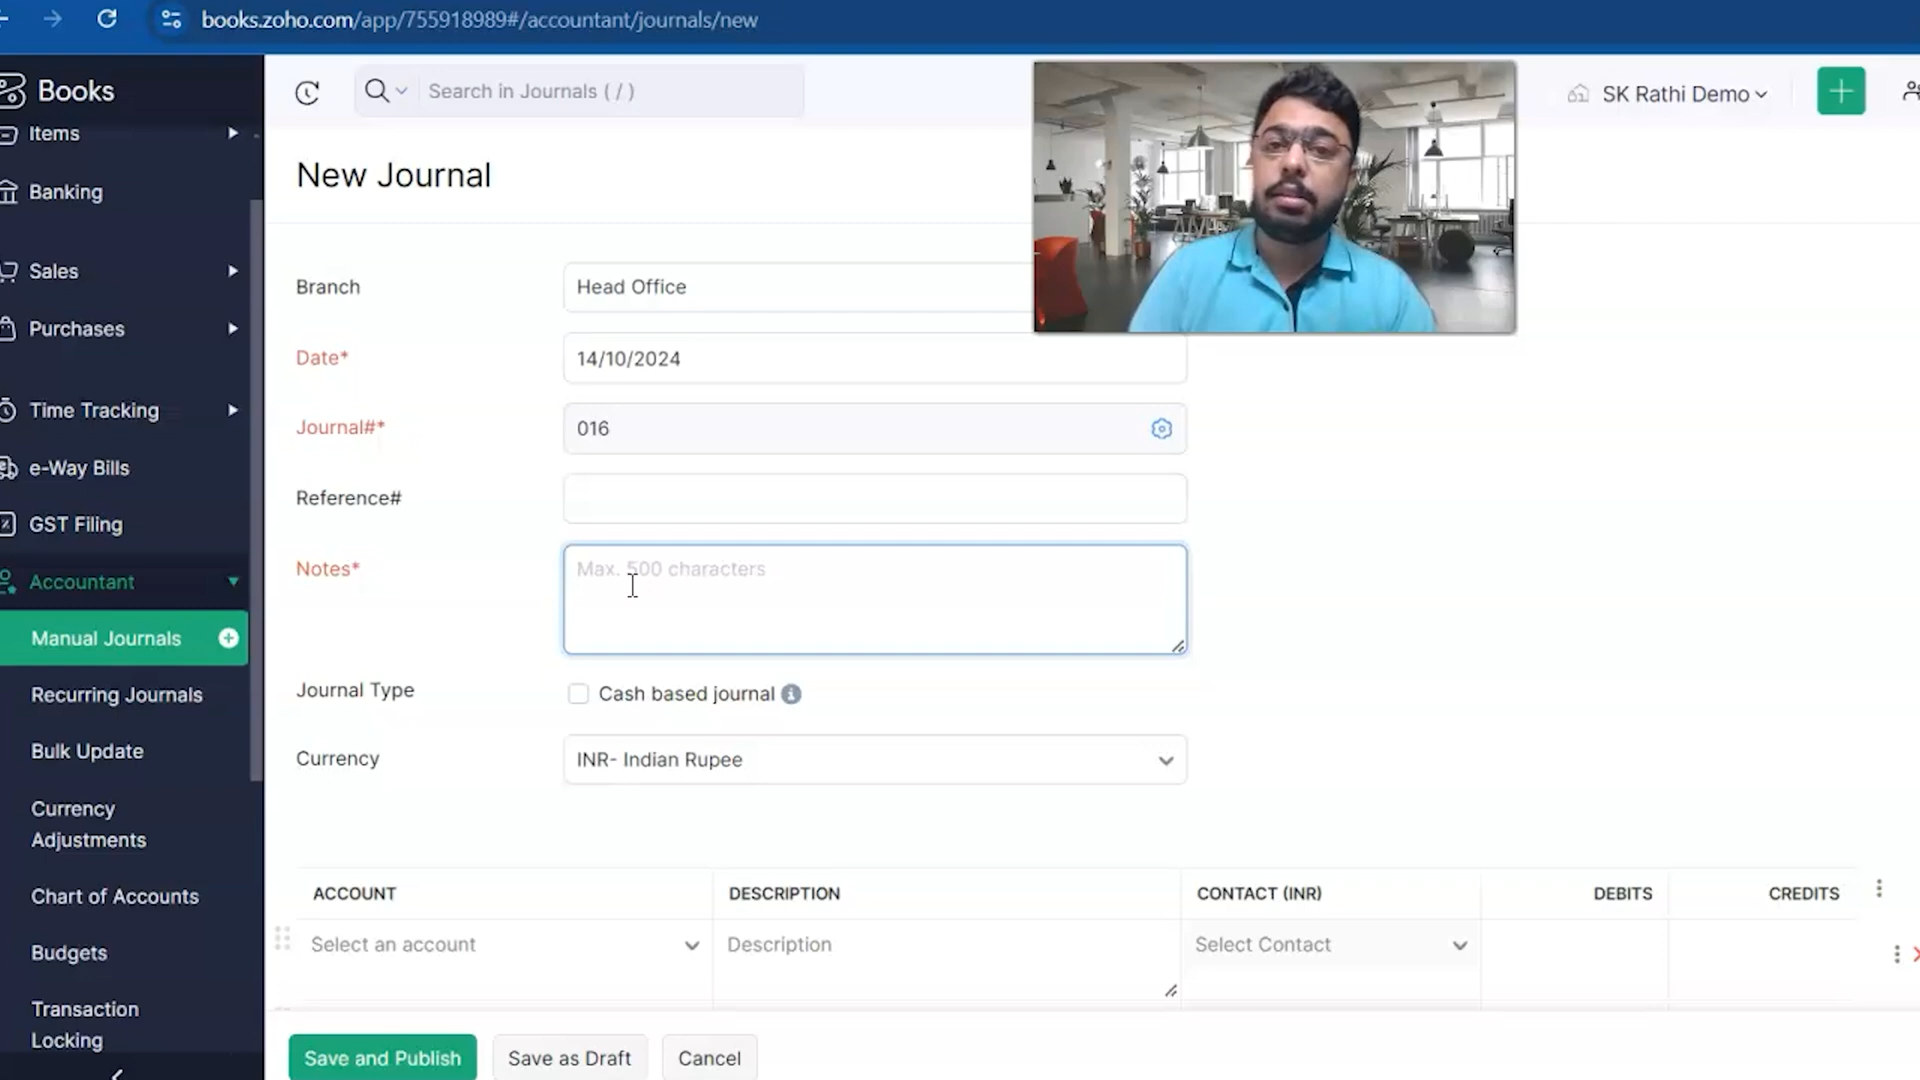 books.zoho.com/app/755918989#/accountant/journals/new
Books
Search in Journals ( / )
SK Rathi Demo
Items
Banking
Sales
Purchases
Time Tracking
e-Way Bills
GST Filing
Accountant
Manual Journals
Recurring Journals
Bulk Update
Currency
Adjustments
Chart of Accounts
Budgets
Transaction
Locking
New Journal
Branch
Head Office
Date*
14/10/2024
Journal#*
016
Reference#
Notes*
Max. 500 characters
Journal Type
Cash based journal
Currency
INR- Indian Rupee
ACCOUNT DESCRIPTION CONTACT (INR) DEBITS CREDITS
Select an account Description Select Contact
Save and Publish Save as Draft Cancel